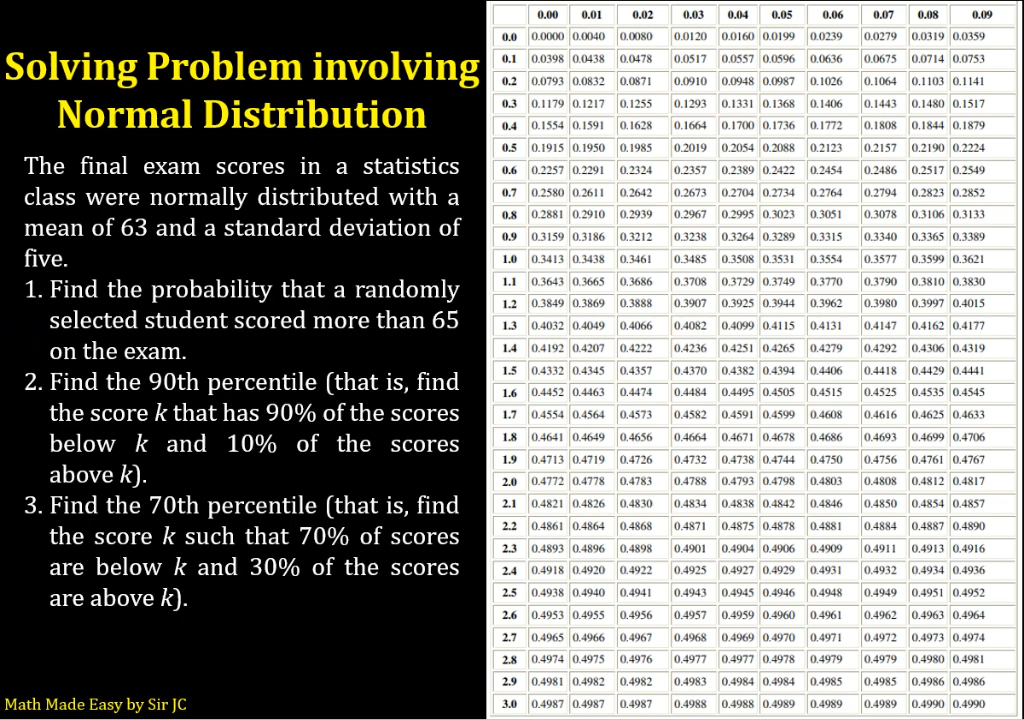 Solving Problem involving
Normal Distribution
The final exam scores in a statistics
class were normally distributed with a
mean of 63 and a standard deviation of
five.
1. Find the probability that a randomly
selected student scored more than 65
on the exam.
2. Find the 90th percentile (that is, find
the score k that has 90% of the scores
below k and 10% of the scores
above k).
3. Find the 70th percentile (that is, find
the score k such that 70% of scores
are below k and 30% of the scores
are above k).
Math Made Easy by Sir JC
0.00 0.01 0.02 0.03 0.04 0.05 0.06 0.07 0.08 0.09
0.0 0.0000 0.0040 0.0080 0.0120 0.0160 0.0199 0.0239 0.0279 0.0319 0.0359
0.1 0.0398 0.0438 0.0478 0.0517 0.0557 0.0596 0.0636 0.0675 0.0714 0.0753
0.2 0.0793 0.0832 0.0871 0.0910 0.0948 0.0987 0.1026 0.1064 0.1103 0.1141
0.3 0.1179 0.1217 0.1255 0.1293 0.1331 0.1368 0.1406 0.1443 0.1480 0.1517
0.4 0.1554 0.1591 0.1628 0.1664 0.1700 0.1736 0.1772 0.1808 0.1844 0.1879
0.5 0.1915 0.1950 0.1985 0.2019 0.2054 0.2088 0.2123 0.2157 0.2190 0.2224
0.6 0.2257 0.2291 0.2324 0.2357 0.2389 0.2422 0.2454 0.2486 0.2517 0.2549
0.7 0.2580 0.2611 0.2642 0.2673 0.2704 0.2734 0.2764 0.2794 0.2823 0.2852
0.8 0.2881 0.2910 0.2939 0.2967 0.2995 0.3023 0.3051 0.3078 0.3106 0.3133
0.9 0.3159 0.3186 0.3212 0.3238 0.3264 0.3289 0.3315 0.3340 0.3365 0.3389
1.0 0.3413 0.3438 0.3461 0.3485 0.3508 0.3531 0.3554 0.3577 0.3599 0.3621
1.1 0.3643 0.3665 0.3686 0.3708 0.3729 0.3749 0.3770 0.3790 0.3810 0.3830
1.2 0.3849 0.3869 0.3888 0.3907 0.3925 0.3944 0.3962 0.3980 0.3997 0.4015
1.3 0.4032 0.4049 0.4066 0.4082 0.4099 0.4115 0.4131 0.4147 0.4162 0.4177
1.4 0.4192 0.4207 0.4222 0.4236 0.4251 0.4265 0.4279 0.4292 0.4306 0.4319
1.5 0.4332 0.4345 0.4357 0.4370 0.4382 0.4394 0.4406 0.4418 0.4429 0.4441
1.6 0.4452 0.4463 0.4474 0.4484 0.4495 0.4505 0.4515 0.4525 0.4535 0.4545
1.7 0.4554 0.4564 0.4573 0.4582 0.4591 0.4599 0.4608 0.4616 0.4625 0.4633
1.8 0.4641 0.4649 0.4656 0.4664 0.4671 0.4678 0.4686 0.4693 0.4699 0.4706
1.9 0.4713 0.4719 0.4726 0.4732 0.4738 0.4744 0.4750 0.4756 0.4761 0.4767
2.0 0.4772 0.4778 0.4783 0.4788 0.4793 0.4798 0.4803 0.4808 0.4812 0.4817
2.1 0.4821 0.4826 0.4830 0.4834 0.4838 0.4842 0.4846 0.4850 0.4854 0.4857
2.2 0.4861 0.4864 0.4868 0.4871 0.4875 0.4878 0.4881 0.4884 0.4887 0.4890
2.3 0.4893 0.4896 0.4898 0.4901 0.4904 0.4906 0.4909 0.4911 0.4913 0.4916
2.4 0.4918 0.4920 0.4922 0.4925 0.4927 0.4929 0.4931 0.4932 0.4934 0.4936
2.5 0.4938 0.4940 0.4941 0.4943 0.4945 0.4946 0.4948 0.4949 0.4951 0.4952
2.6 0.4953 0.4955 0.4956 0.4957 0.4959 0.4960 0.4961 0.4962 0.4963 0.4964
2.7 0.4965 0.4966 0.4967 0.4968 0.4969 0.4970 0.4971 0.4972 0.4973 0.4974
2.8 0.4974 0.4975 0.4976 0.4977 0.4977 0.4978 0.4979 0.4979 0.4980 0.4981
2.9 0.4981 0.4982 0.4982 0.4983 0.4984 0.4984 0.4985 0.4985 0.4986 0.4986
3.0 0.4987 0.4987 0.4987 0.4988 0.4988 0.4989 0.4989 0.4989 0.4990 0.4990